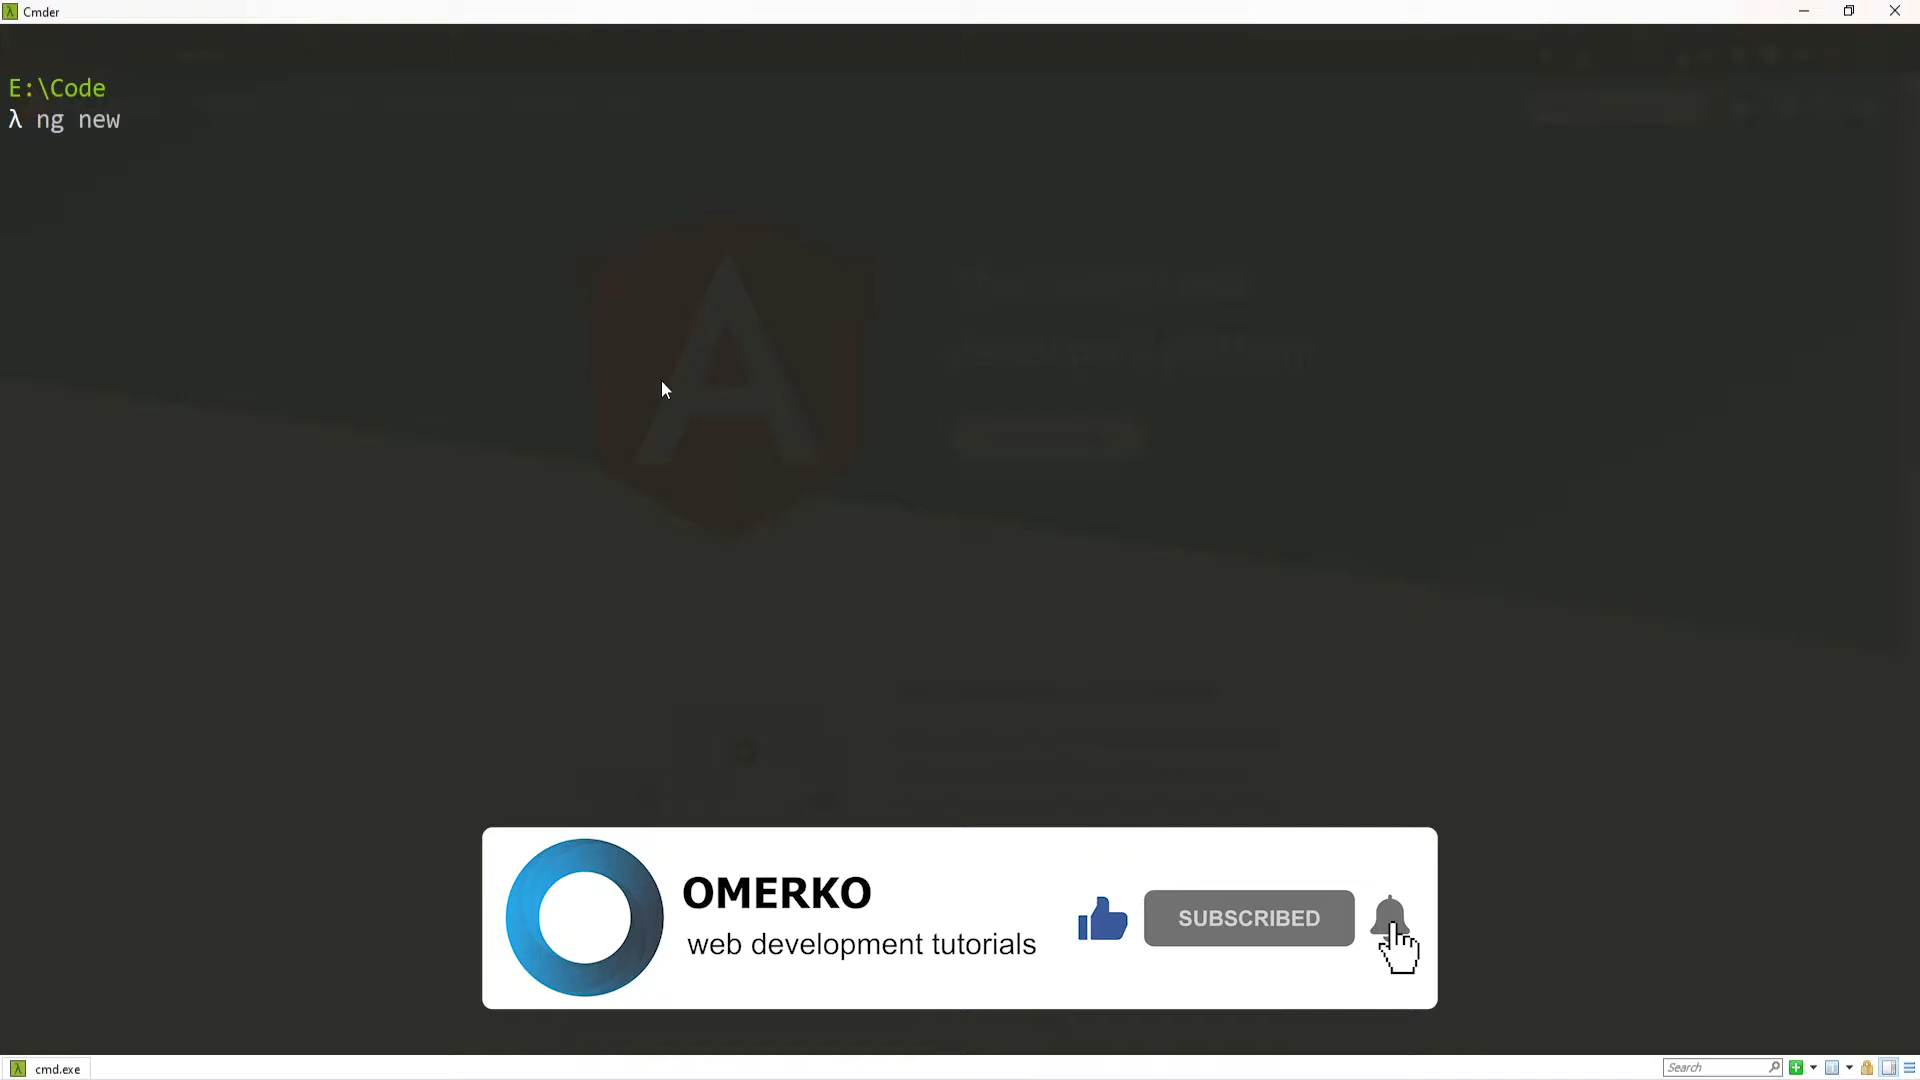 Cmder
E:\Code
λ ng new
OMERKO
web development tutorials
SUBSCRIBED
cmd.exe
Search